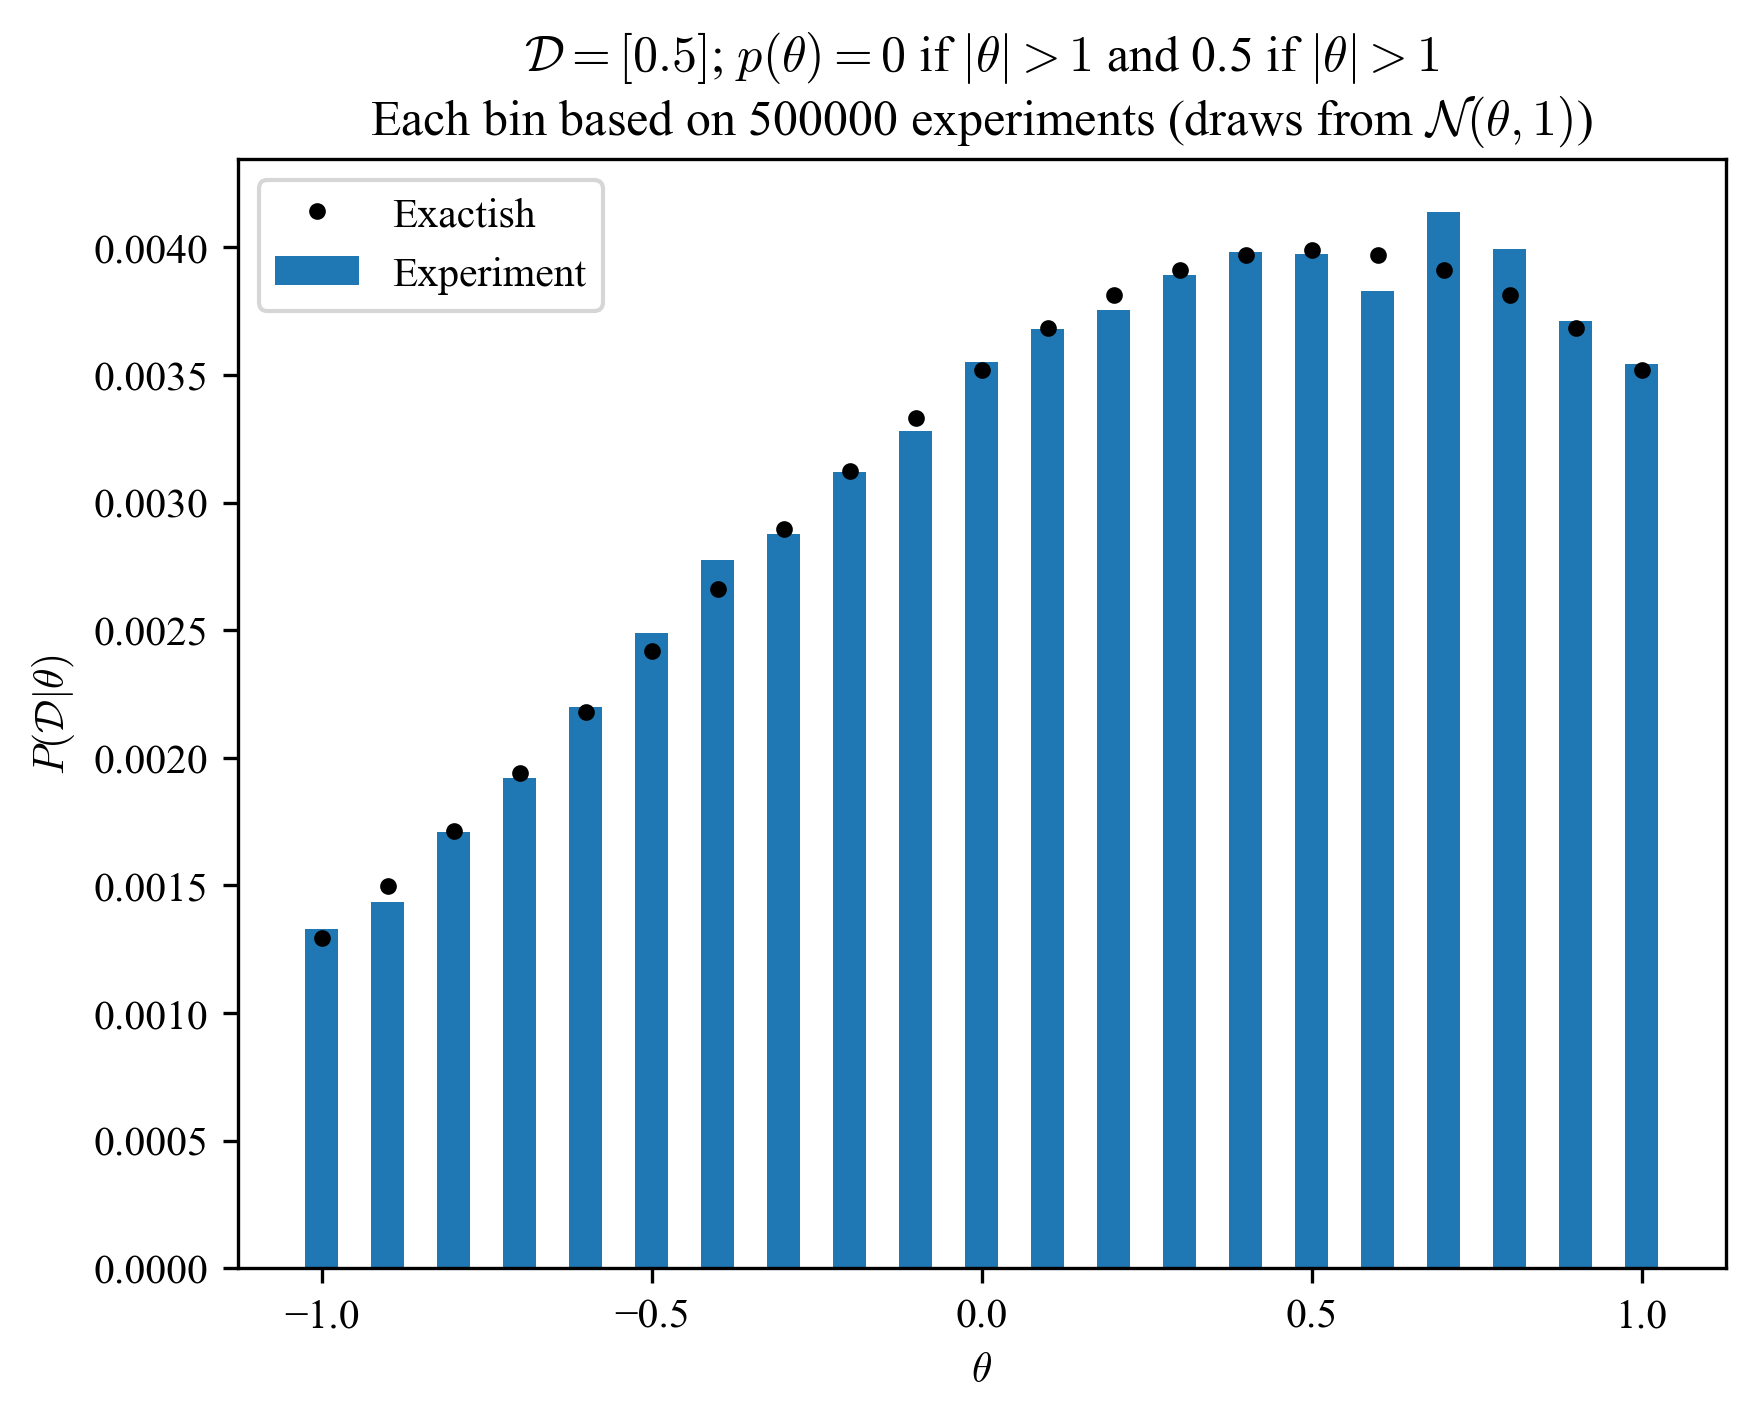 𝒟 = [0.5]; p(θ) = 0 if |θ| > 1 and 0.5 if |θ| > 1
Each bin based on 500000 experiments (draws from 𝒩(θ, 1))
Exactish
Experiment
0.0040
0.0035
0.0030
0.0025
0.0020
0.0015
0.0010
0.0005
0.0000
P(𝒟|θ)
−1.0 −0.5 0.0 0.5 1.0
θ